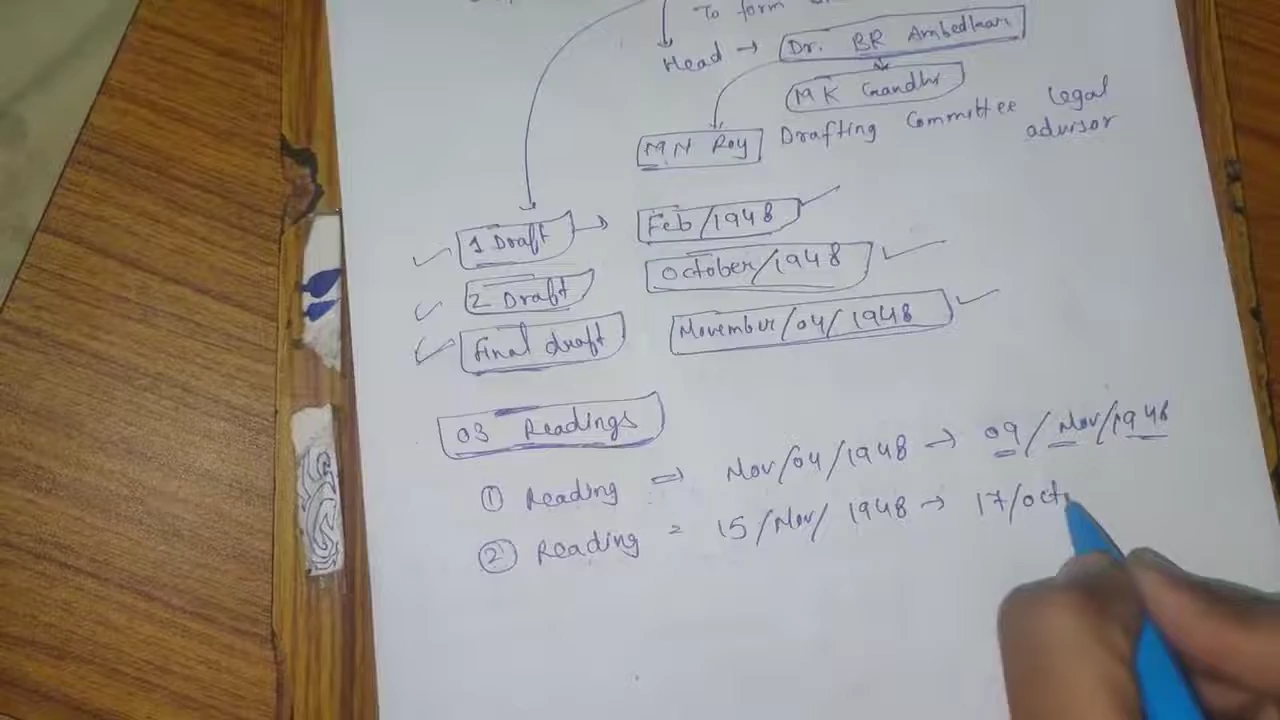 To form
Head → Dr. BR Ambedkar
MK Gandhi
MN Roy Drafting Committee legal advisor
1 Draft → Feb/1948
2 Draft October/1948
Final draft November/04/1948
03 Readings
① Reading ⇒ Nov/04/1948 → 09/Nov/1948
② Reading = 15/Nov/1948 → 17/oct